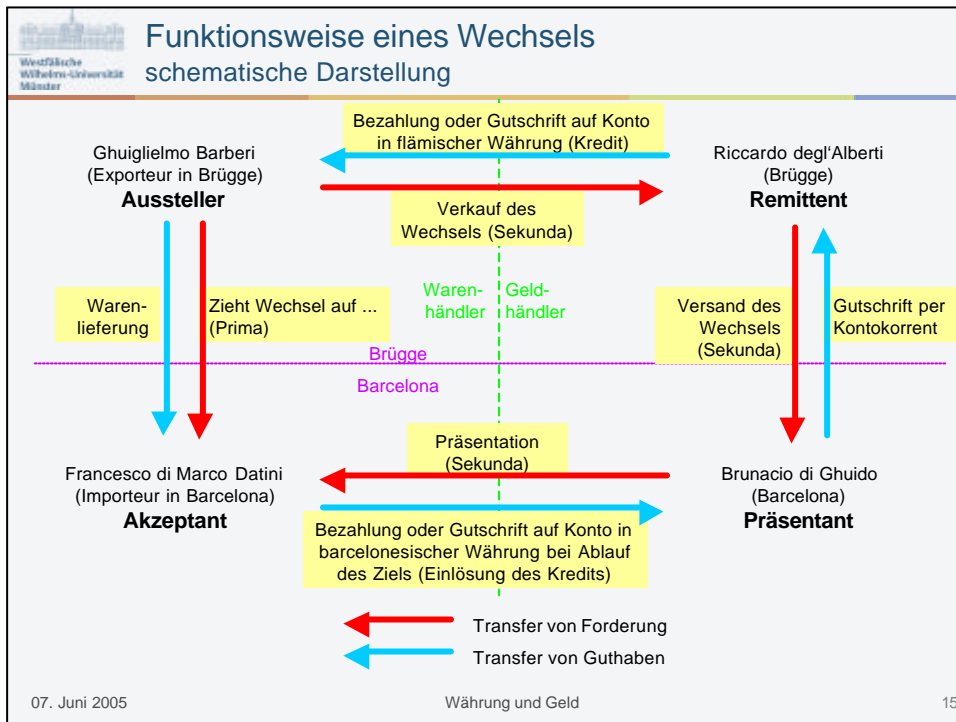 Westfälische
Wilhelms-Universität
Münster
Funktionsweise eines Wechsels
schematische Darstellung
Bezahlung oder Gutschrift auf Konto
in flämischer Währung (Kredit)
Ghuiglielmo Barberi
(Exporteur in Brügge)
Aussteller
Riccardo degl‘Alberti
(Brügge)
Remittent
Verkauf des
Wechsels (Sekunda)
Waren-
lieferung
Zieht Wechsel auf ...
(Prima)
Waren-
händler
Geld-
händler
Versand des
Wechsels
(Sekunda)
Gutschrift per
Kontokorrent
Brügge
Barcelona
Präsentation
(Sekunda)
Francesco di Marco Datini
(Importeur in Barcelona)
Akzeptant
Brunacio di Ghuido
(Barcelona)
Präsentant
Bezahlung oder Gutschrift auf Konto in
barcelonesischer Währung bei Ablauf
des Ziels (Einlösung des Kredits)
Transfer von Forderung
Transfer von Guthaben
07. Juni 2005
Währung und Geld
15